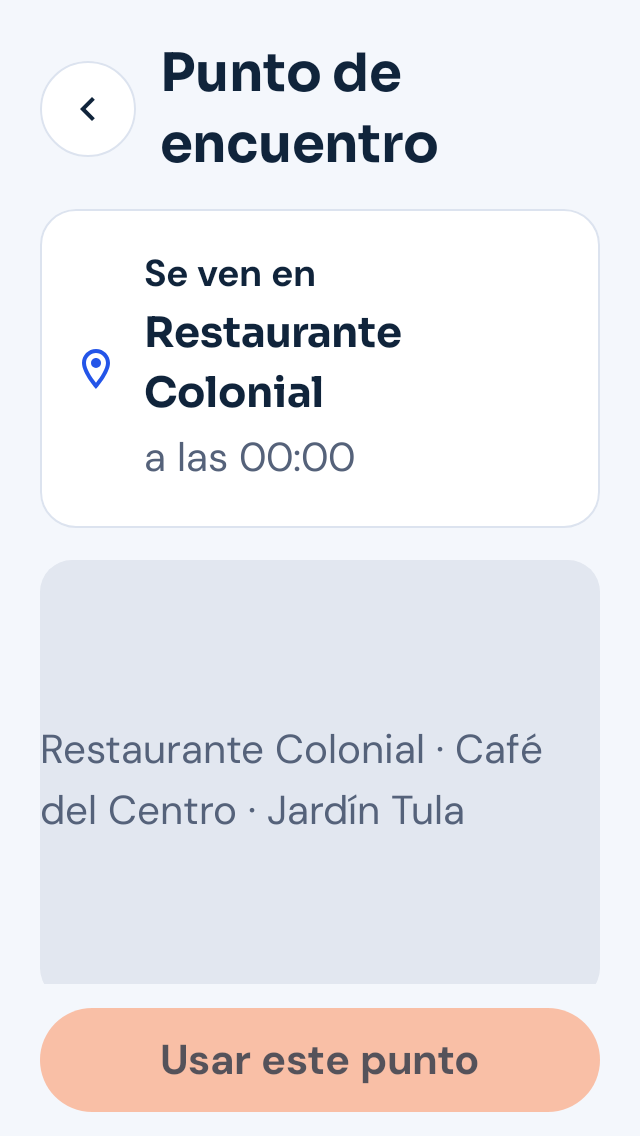 Punto de
encuentro
Se ven en
Restaurante
Colonial
a las 00:00
Restaurante Colonial · Café
del Centro · Jardín Tula
Usar este punto